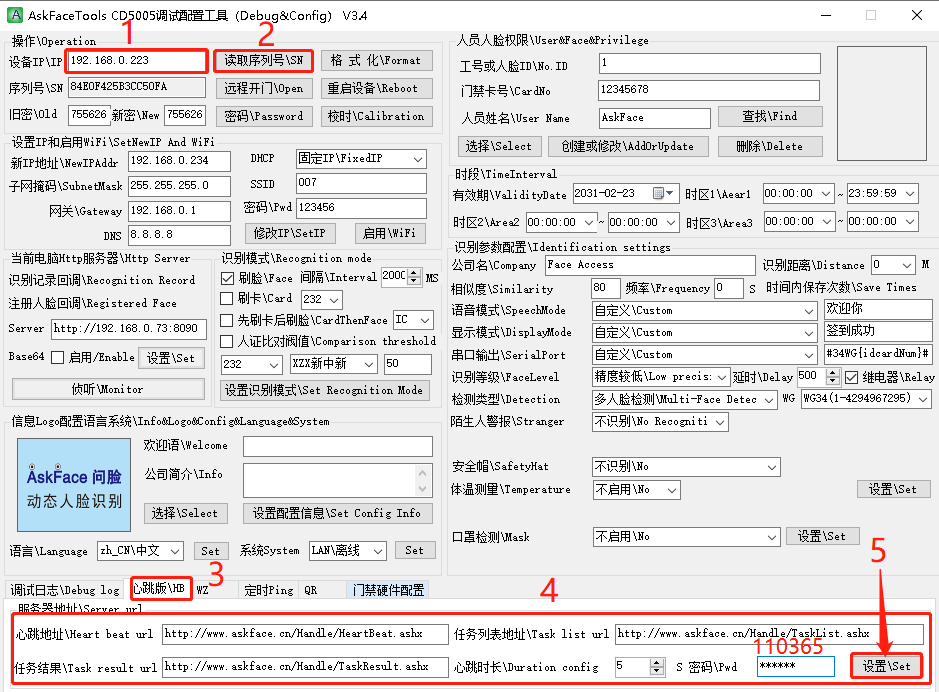 AskFaceTools CD5005调试配置工具 (Debug&Config) V3.4
1
操作\Operation
2
设备IP\IP 192.168.0.223 读取序列号\SN 格 式 化\Format
序列号\SN 84E0F425B3CC50FA 远程开门\Open 重启设备\Reboot
旧密\Old 755626 新密\New 755626 密码\Password 校时\Calibration
设置IP和启用WiFi\SetNewIP And WiFi
新IP地址\NewIPAddr 192.168.0.234 DHCP 固定IP\FixedIP
子网掩码\SubnetMask 255.255.255.0 SSID 007
网关\Gateway 192.168.0.1 密码\Pwd 123456
DNS 8.8.8.8 修改IP\SetIP 启用\WiFi
当前电脑Http服务器\Http Server
识别记录回调\Recognition Record
注册人脸回调\Registered Face
Server http://192.168.0.73:8090
Base64 启用/Enable 设置\Set
侦听\Monitor
识别模式\Recognition mode
刷脸\Face 间隔\Interval 2000 MS
刷卡\Card 232
先刷卡后刷脸\CardThenFace IC
人证比对阀值\Comparison threshold
232 XZX新中新 50
设置识别模式\Set Recognition Mode
信息Logo配置语言系统\Info&Logo&Config&Language&System
AskFace 问脸
动态人脸识别
欢迎语\Welcome
公司简介\Info
选择\Select 设置配置信息\Set Config Info
语言\Language zh_CN\中文 Set 系统System LAN\离线 Set
人员人脸权限\User&Face&Privilege
工号或人脸ID\No.ID 1
门禁卡号\CardNo 12345678
人员姓名\User Name AskFace 查找\Find
选择\Select 创建或修改\AddOrUpdate 删除\Delete
时段\TimeInterval
有效期\ValidityDate 2031-02-23 时区1\Aear1 00:00:00 ~ 23:59:59
时区2\Area2 00:00:00 ~ 00:00:00 时区3\Area3 00:00:00 ~ 00:00:00
识别参数配置\Identification settings
公司名\Company Face Access 识别距离\Distance 0 M
相似度\Similarity 80 频率\Frequency 0 S 时间内保存次数\Save Times
语音模式\SpeechMode 自定义\Custom 欢迎你
显示模式\DisplayMode 自定义\Custom 签到成功
串口输出\SerialPort 自定义\Custom #34WG{idcardNum}#
识别等级\FaceLevel 精度较低\Low precis: 延时\Delay 500 继电器\Relay
检测类型\Detection 多人脸检测\Multi-Face Detec WG WG34(1-4294967295)
陌生人警报\Stranger 不识别\No Recogniti
安全帽\SafetyHat 不识别\No
体温测量\Temperature 不启用\No 设置\Set
口罩检测\Mask 不启用\No 设置\Set
3
4
5
调试日志\Debug log 心跳版\HB WZ 定时Ping QR 门禁硬件配置
服务器地址\Server url
心跳地址\Heart beat url http://www.askface.cn/Handle/HeartBeat.ashx 任务列表地址\Task list url http://www.askface.cn/Handle/TaskList.ashx
110365
任务结果\Task result url http://www.askface.cn/Handle/TaskResult.ashx 心跳时长\Duration config 5 S 密码\Pwd ****** 设置\Set